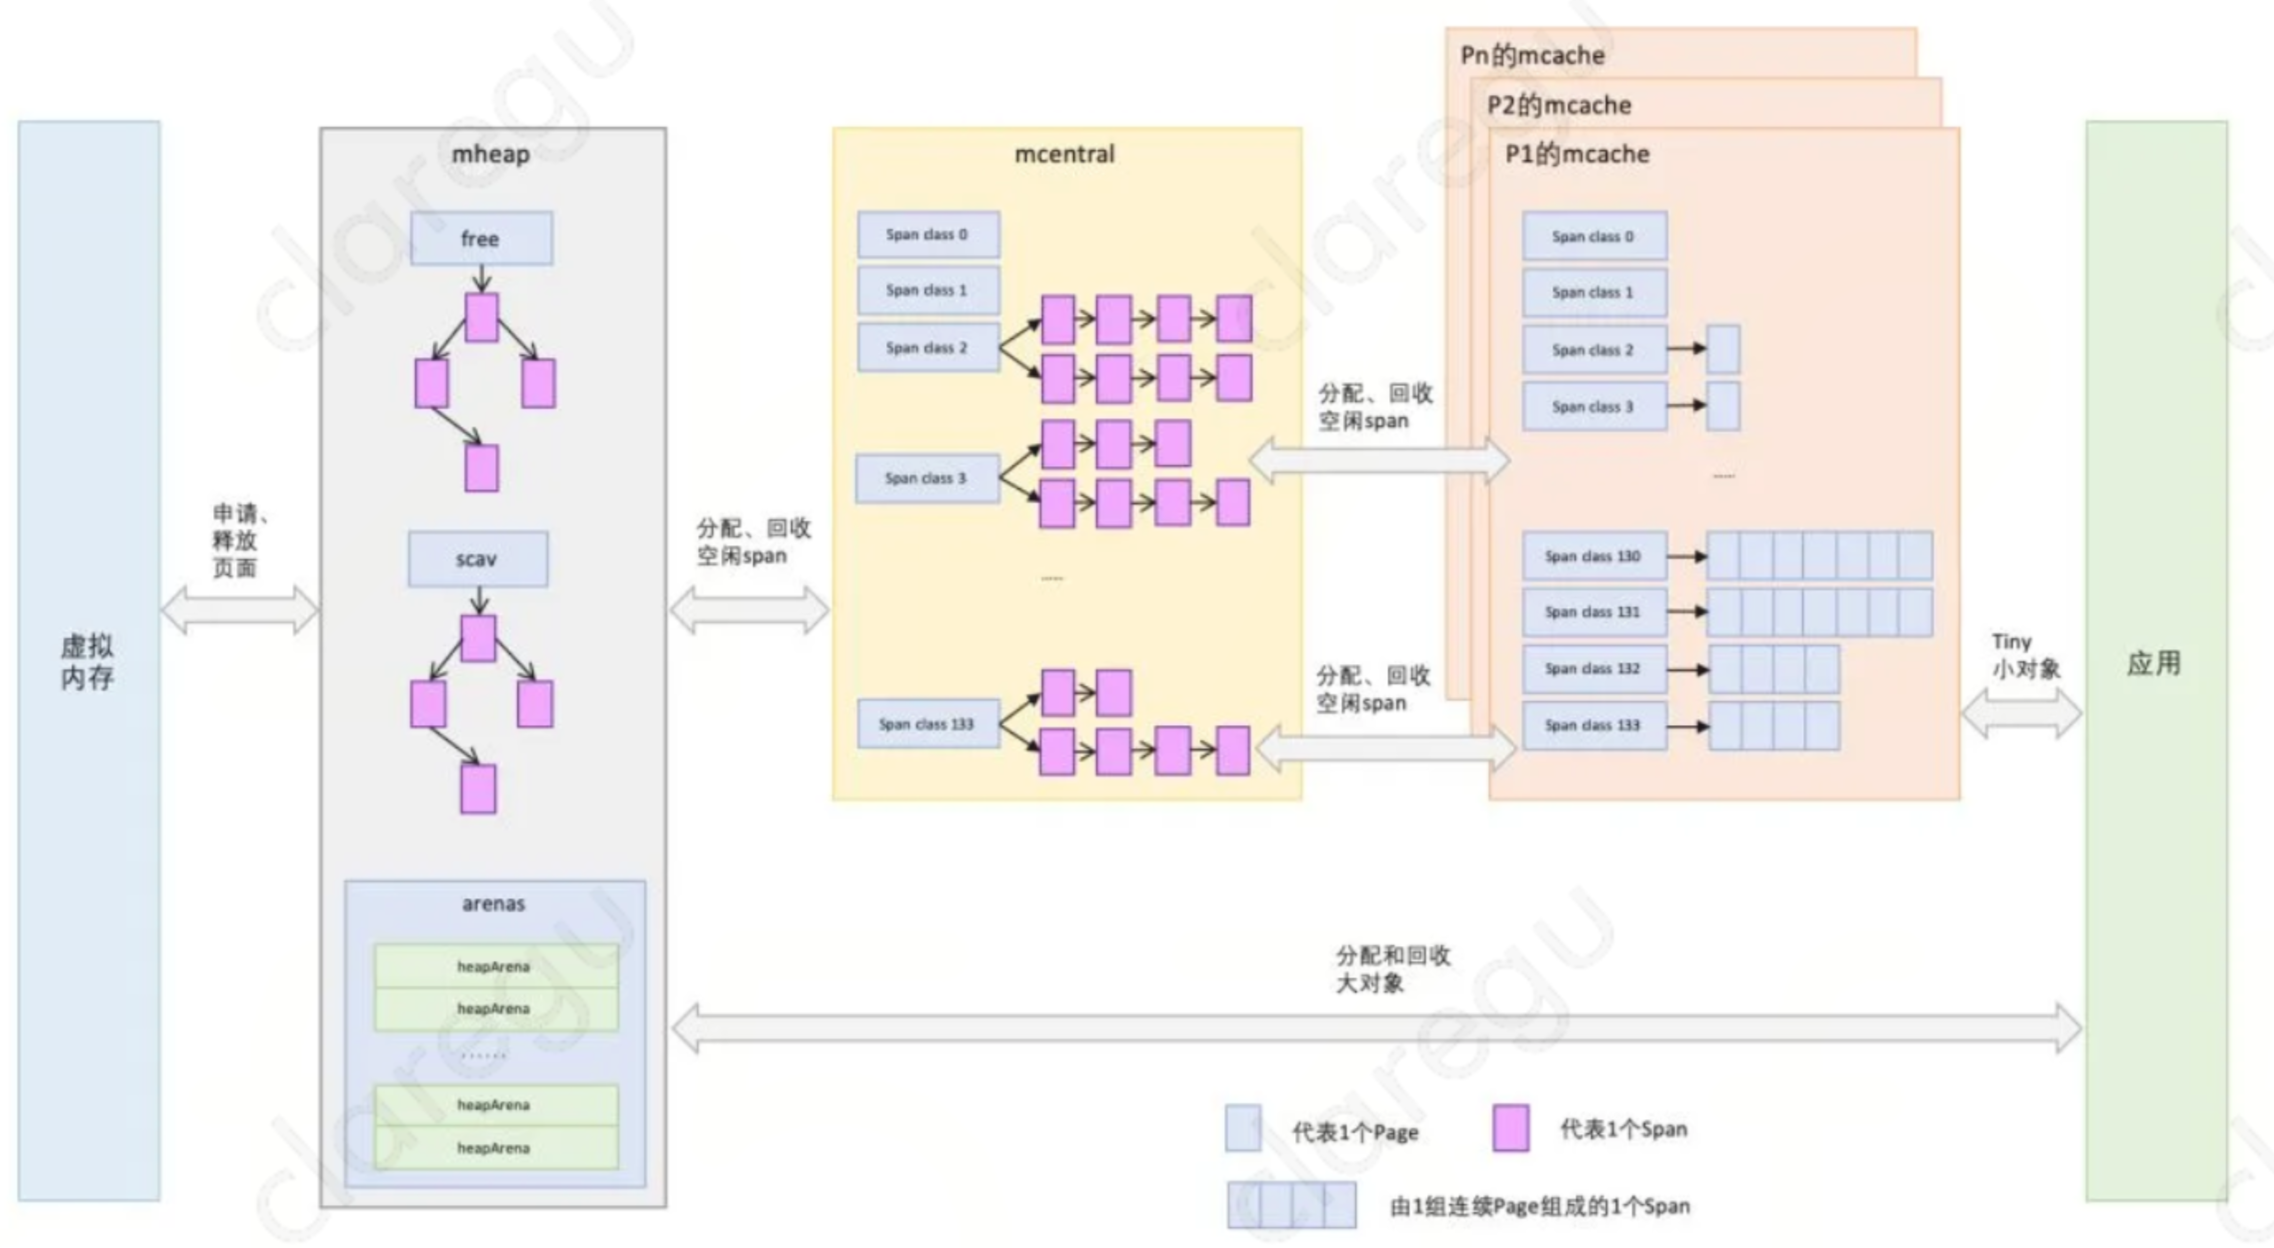 虚拟
内存
申请、
释放
页面
mheap
free
scav
arenas
heapArena
heapArena
......
heapArena
heapArena
分配、回收
空闲span
mcentral
Span class 0
Span class 1
Span class 2
Span class 3
......
Span class 133
分配、回收
空闲span
分配、回收
空闲span
Pn的mcache
P2的mcache
P1的mcache
Span class 0
Span class 1
Span class 2
Span class 3
......
Span class 130
Span class 131
Span class 132
Span class 133
Tiny
小对象
应用
分配和回收
大对象
代表1个Page
代表1个Span
由1组连续Page组成的1个Span
claregu
claregu
claregu
claregu